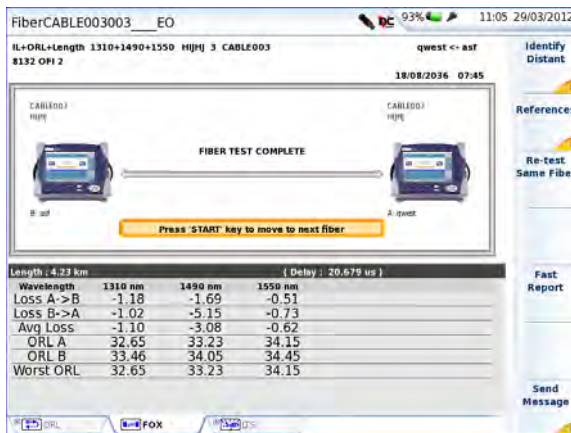 FiberCABLE003003___EO
93%
11:05 29/03/2012
IL+ORL+Length 1310+1490+1550 HIJHJ 3 CABLE003
qwest <- asf
8132 OFI 2
18/08/2036 07:45
Identify
Distant
CABLE003
HIJHJ
CABLE003
HIJHJ
Reference
FIBER TEST COMPLETE
Re-test
Same Fibe
B: asf
A: qwest
Press 'START' key to move to next fiber
Length : 4.23 km
( Delay : 20.679 us )
Fast
Report
Wavelength 1310 nm 1490 nm 1550 nm
Loss A->B -1.18 -1.69 -0.51
Loss B->A -1.02 -5.15 -0.73
Avg Loss -1.10 -3.08 -0.62
ORL A 32.65 33.23 34.15
ORL B 33.46 34.05 34.45
Worst ORL 32.65 33.23 34.15
Send
Message
ORL
FOX
LTS